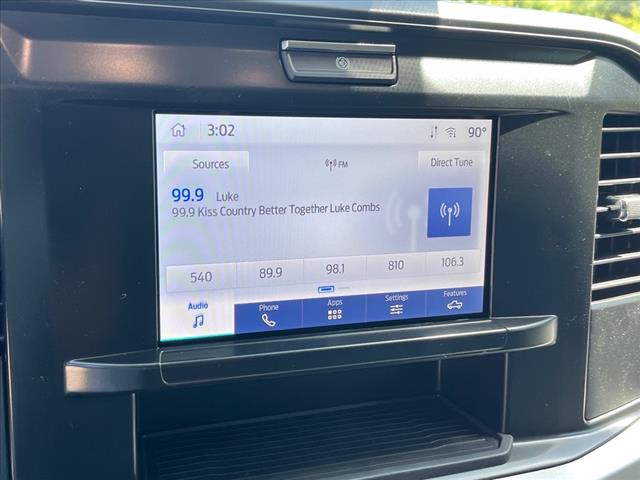 3:02 90°
Sources FM Direct Tune
99.9 Luke
99.9 Kiss Country Better Together Luke Combs
540 89.9 98.1 810 106.3
Audio Phone Apps Settings Features